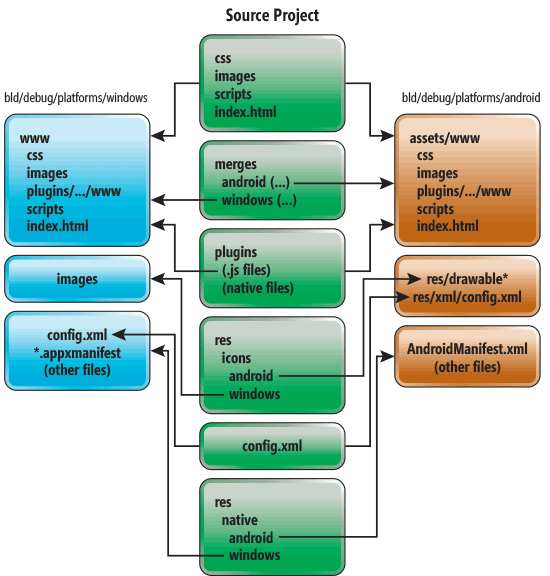 Source Project
css
images
scripts
index.html
bld/debug/platforms/windows
bld/debug/platforms/android
www
css
images
plugins/.../www
scripts
index.html
merges
android (...)
windows (...)
assets/www
css
images
plugins/.../www
scripts
index.html
plugins
(.js files)
(native files)
images
res/drawable*
res/xml/config.xml
config.xml
*.appxmanifest
(other files)
res
icons
android
windows
AndroidManifest.xml
(other files)
config.xml
res
native
android
windows